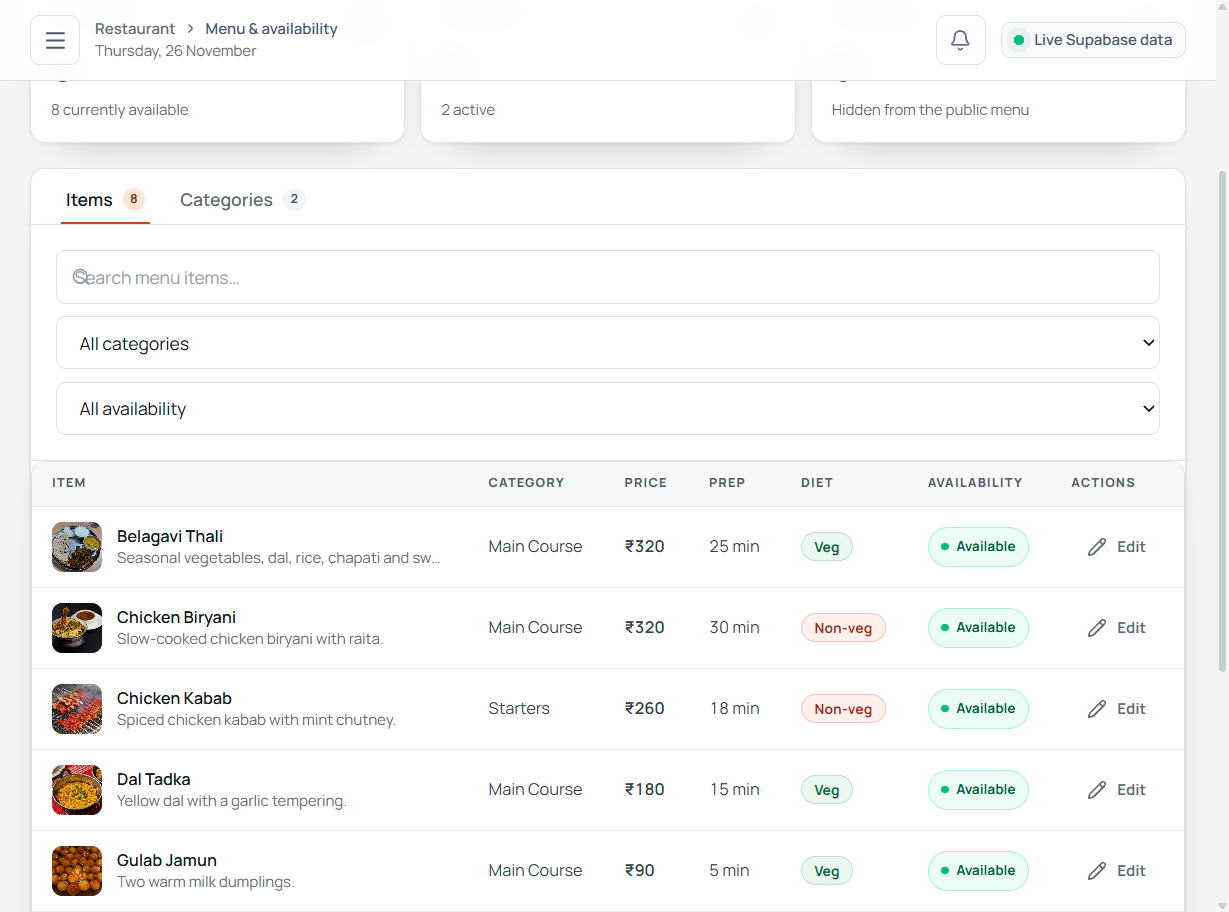 Restaurant > Menu & availability
Thursday, 26 November
Live Supabase data
8 currently available
2 active
Hidden from the public menu
Items 8
Categories 2
Search menu items...
All categories
All availability
ITEM CATEGORY PRICE PREP DIET AVAILABILITY ACTIONS
Belagavi Thali
Seasonal vegetables, dal, rice, chapati and sw...
Main Course ₹320 25 min Veg Available Edit
Chicken Biryani
Slow-cooked chicken biryani with raita.
Main Course ₹320 30 min Non-veg Available Edit
Chicken Kabab
Spiced chicken kabab with mint chutney.
Starters ₹260 18 min Non-veg Available Edit
Dal Tadka
Yellow dal with a garlic tempering.
Main Course ₹180 15 min Veg Available Edit
Gulab Jamun
Two warm milk dumplings.
Main Course ₹90 5 min Veg Available Edit